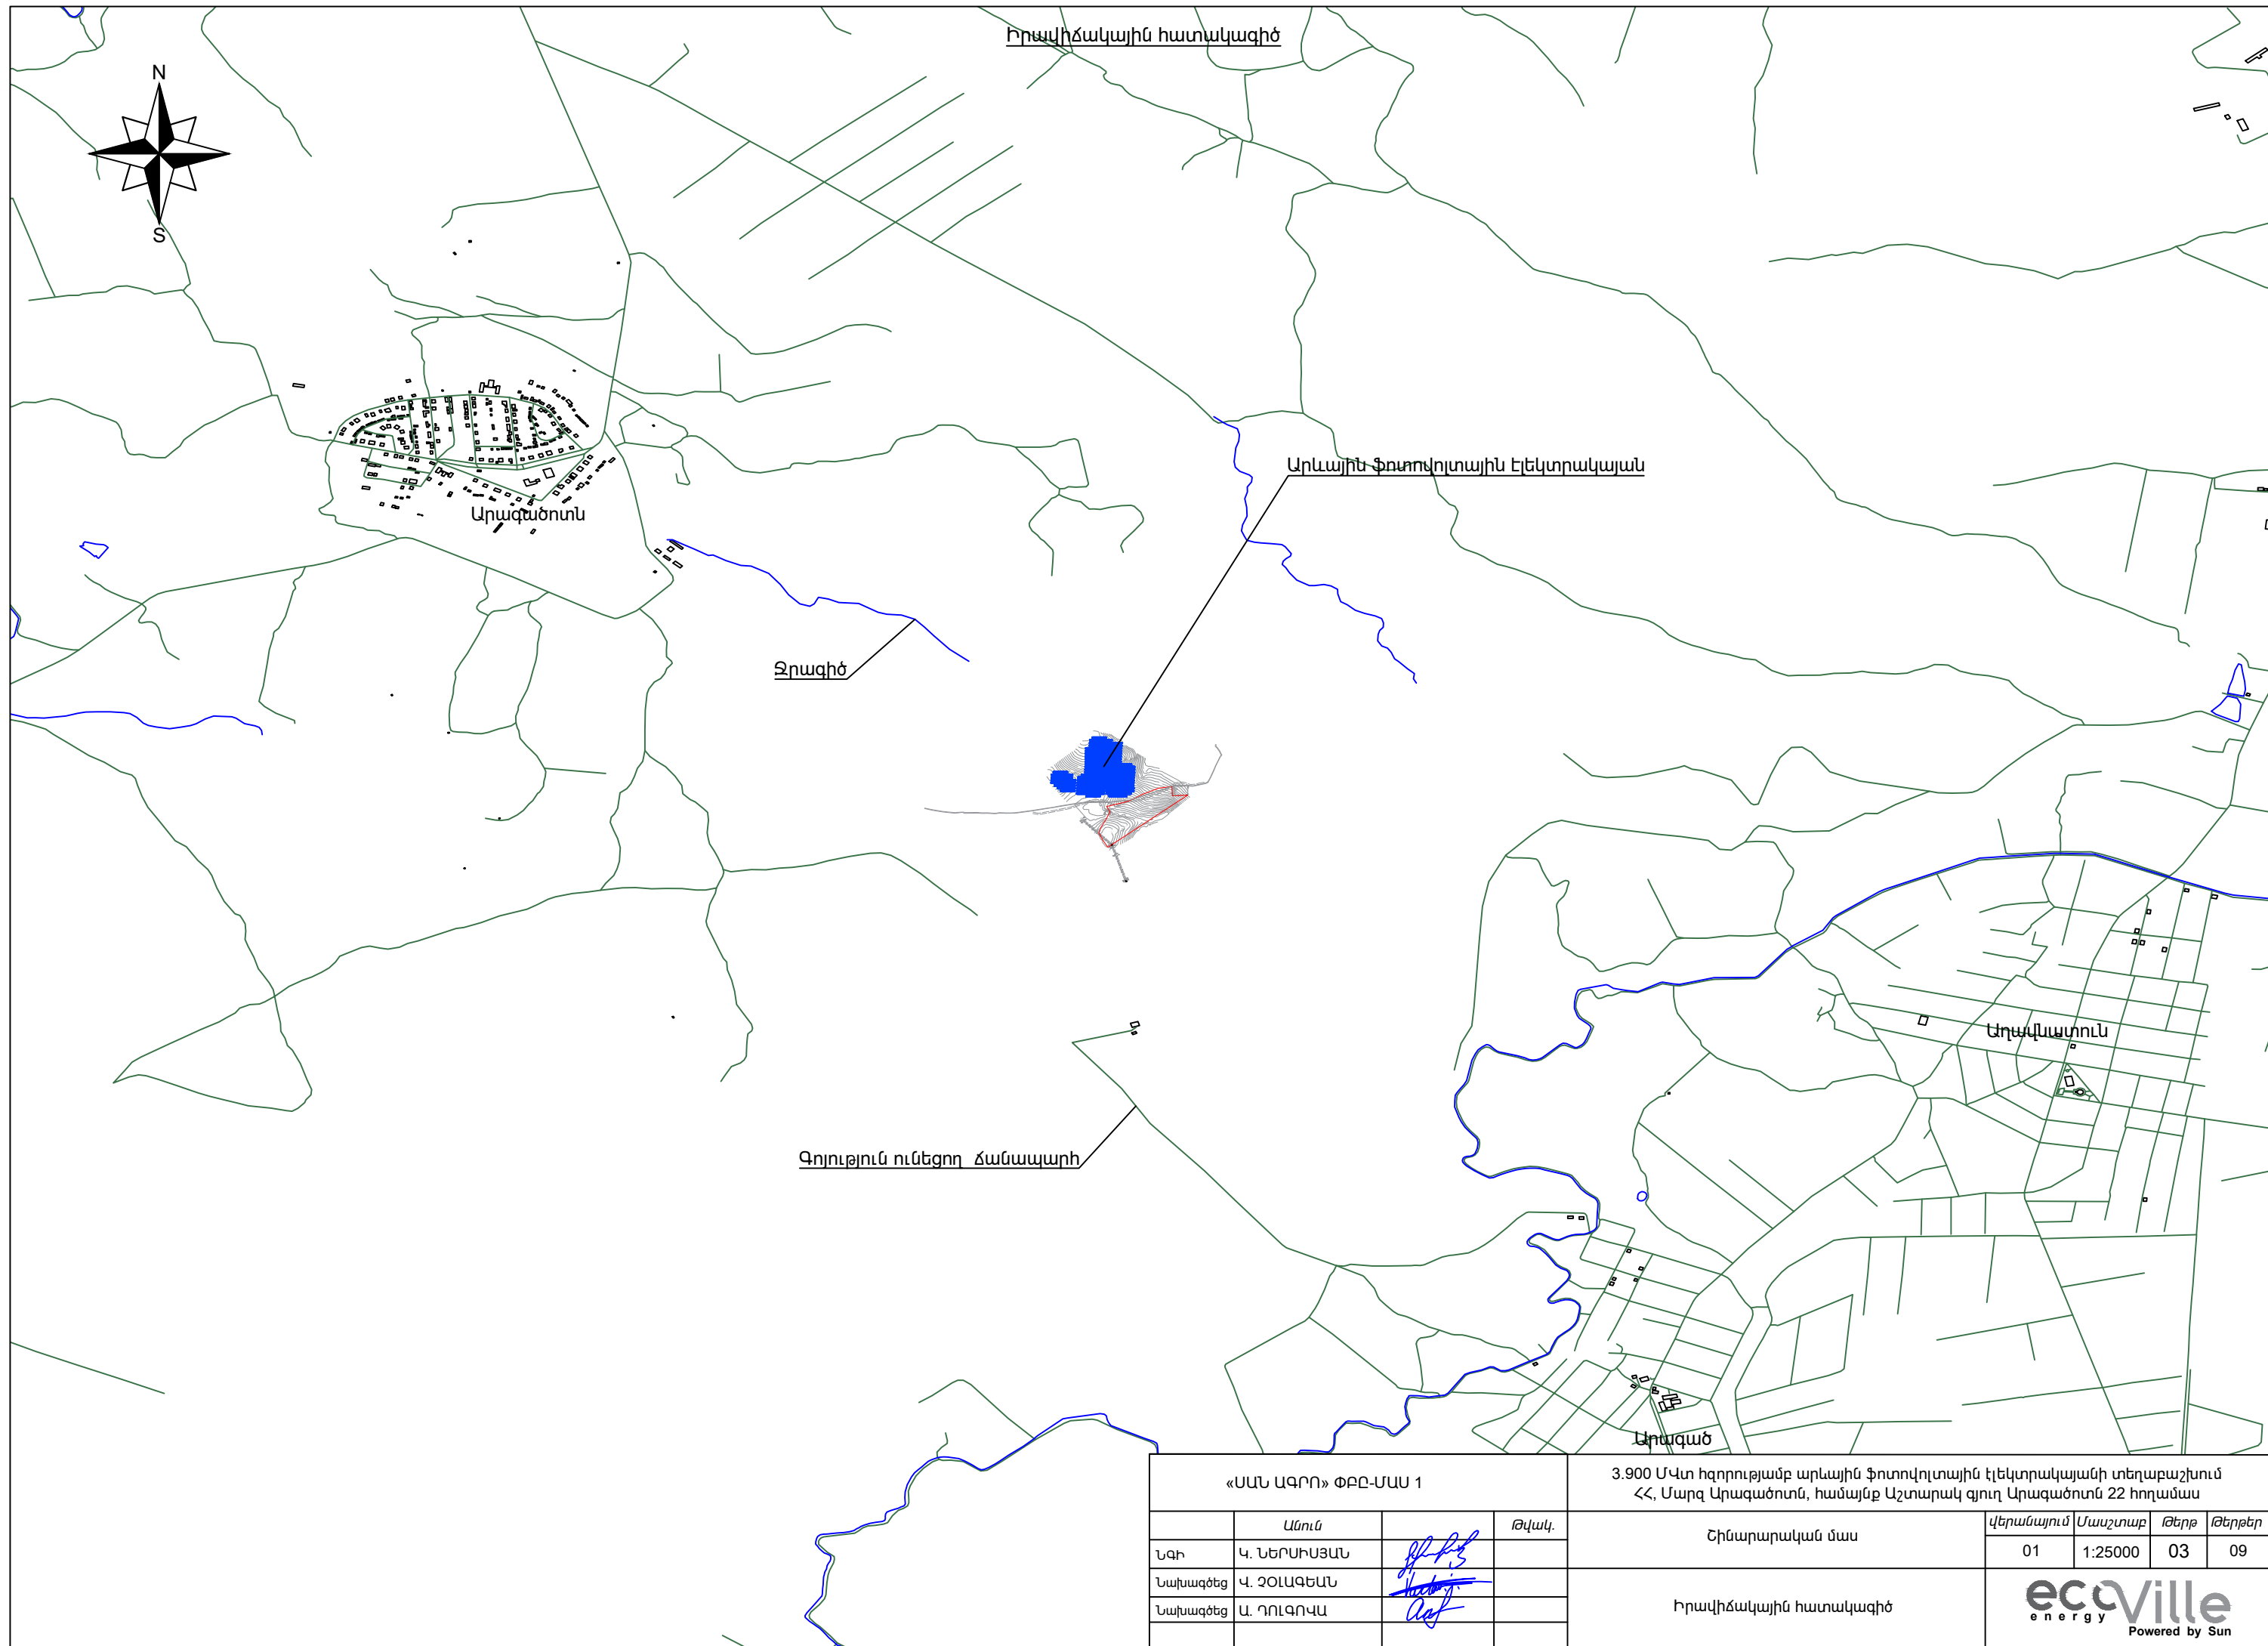 Իրավիճակային հատակագիծ
N
S
Արևային ֆոտովոլտային էլեկտրակայան
Արագածոտն
Ջրագիծ
Աղավնատուն
Գոյություն ունեցող ճանապարհ
Արագած
«ՍԱՆ ԱԳՐՈ» ՓԲԸ-ՄԱՍ 1
3.900 ՄՎտ հզորությամբ արևային ֆոտովոլտային էլեկտրակայանի տեղաբաշխում
ՀՀ, Մարզ Արագածոտն, համայնք Աշտարակ գյուղ Արագածոտն 22 հողամաս
Անուն Թվակ.
ՆԳԻ Կ. ՆԵՐՍԻՍՅԱՆ
Նախագծեց Վ. ՉՕԼԱԳԵԱՆ
Նախագծեց Ա. ԴՈԼԳՈՎԱ
Շինարարական մաս
վերանայում Մասշտաբ Թերթ Թերթեր
01 1:25000 03 09
Իրավիճակային հատակագիծ
eccVille
energy
Powered by Sun